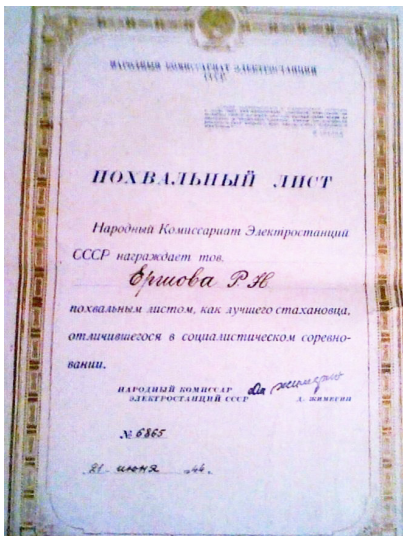 НАРОДНЫЙ КОМИССАРИАТ ЭЛЕКТРОСТАНЦИЙ
СССР
ПОХВАЛЬНЫЙ ЛИСТ
Народный Комиссариат Электростанций
СССР награждает тов.
Ершова Р Н
похвальным листом, как лучшего стахановца,
отличившегося в социалистическом соревно-
вании.
НАРОДНЫЙ КОМИССАР
ЭЛЕКТРОСТАНЦИЙ СССР
Д. ЖИМЕРИН
№ 6865
21 июня 44 г.